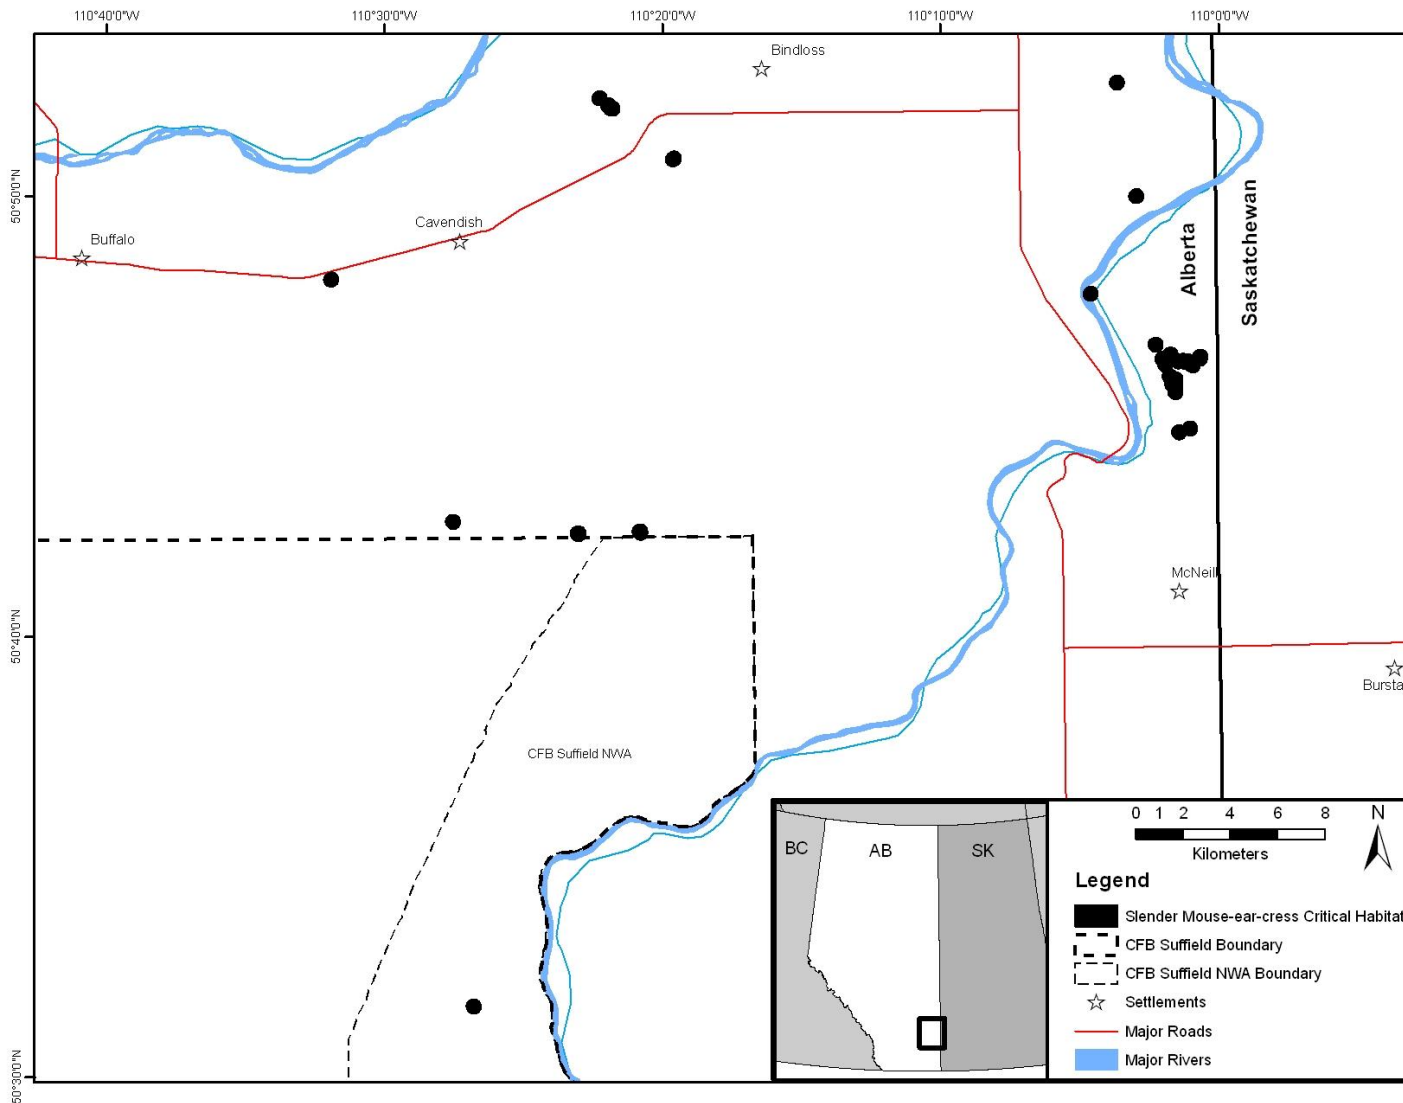 110°40'0"W
110°30'0"W
110°20'0"W
110°10'0"W
110°0'0"W
Bindloss
50°50'0"N
Cavendish
Buffalo
Alberta
Saskatchewan
McNeill
50°40'0"N
Bursta
CFB Suffield NWA
BC
AB
SK
0 1 2 4 6 8
Kilometers
N
Legend
Slender Mouse-ear-cress Critical Habitat
CFB Suffield Boundary
CFB Suffield NWA Boundary
Settlements
Major Roads
Major Rivers
50°30'0"N